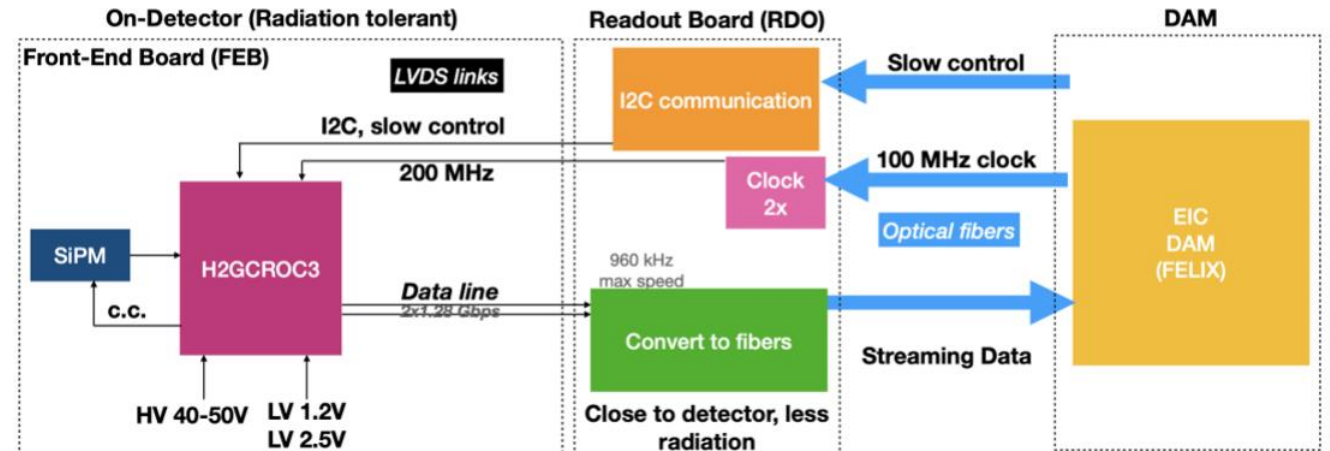 On-Detector (Radiation tolerant)
Readout Board (RDO)
DAM
Front-End Board (FEB)
LVDS links
I2C, slow control
200 MHz
SiPM
H2GCROC3
c.c.
Data line
2x1.28 Gbps
HV 40-50V
LV 1.2V
LV 2.5V
I2C communication
Clock
2x
960 kHz
max speed
Convert to fibers
Close to detector, less
radiation
Slow control
100 MHz clock
Optical fibers
Streaming Data
EIC
DAM
(FELIX)